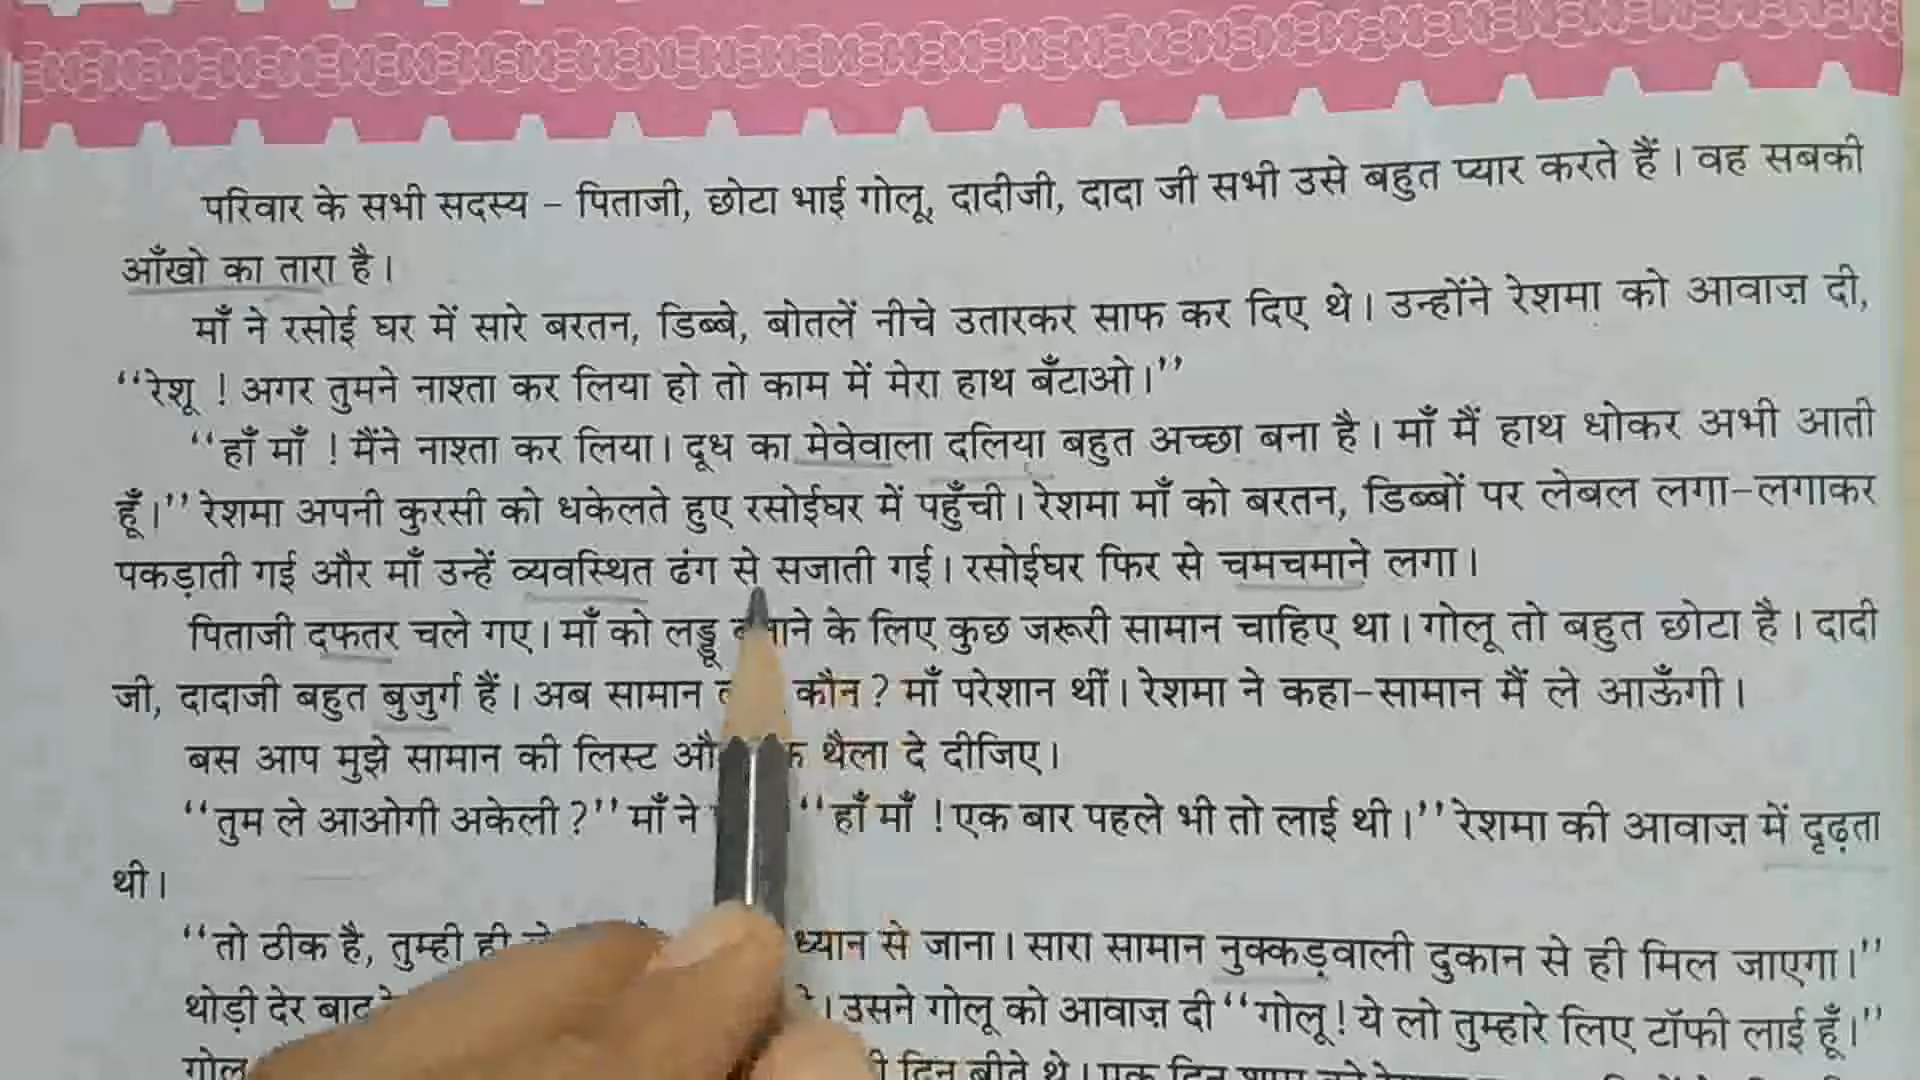 परिवार के सभी सदस्य – पिताजी, छोटा भाई गोलू, दादीजी, दादा जी सभी उसे बहुत प्यार करते हैं। वह सबकी
आँखो का तारा है।
माँ ने रसोई घर में सारे बरतन, डिब्बे, बोतलें नीचे उतारकर साफ कर दिए थे। उन्होंने रेशमा को आवाज़ दी,
‘‘रेशू ! अगर तुमने नाश्ता कर लिया हो तो काम में मेरा हाथ बँटाओ।’’
‘‘हाँ माँ ! मैंने नाश्ता कर लिया। दूध का मेवेवाला दलिया बहुत अच्छा बना है। माँ मैं हाथ धोकर अभी आती
हूँ।’’ रेशमा अपनी कुरसी को धकेलते हुए रसोईघर में पहुँची। रेशमा माँ को बरतन, डिब्बों पर लेबल लगा-लगाकर
पकड़ाती गई और माँ उन्हें व्यवस्थित ढंग से सजाती गई। रसोईघर फिर से चमचमाने लगा।
पिताजी दफतर चले गए। माँ को लड्डू के लिए कुछ जरूरी सामान चाहिए था। गोलू तो बहुत छोटा है। दादी
जी, दादाजी बहुत बुजुर्ग हैं। अब सामान कौन ? माँ परेशान थीं। रेशमा ने कहा-सामान मैं ले आऊँगी।
बस आप मुझे सामान की लिस्ट थैला दे दीजिए।
‘‘तुम ले आओगी अकेली ?’’ माँ ने ‘‘हाँ माँ ! एक बार पहले भी तो लाई थी।’’ रेशमा की आवाज़ में दृढ़ता
थी।
‘‘तो ठीक है, तुम्ही ही ध्यान से जाना। सारा सामान नुक्कड़वाली दुकान से ही मिल जाएगा।’’
थोड़ी देर बाद उसने गोलू को आवाज़ दी ‘‘गोलू ! ये लो तुम्हारे लिए टॉफी लाई हूँ।’’
दिन बीते थे। एक दिन